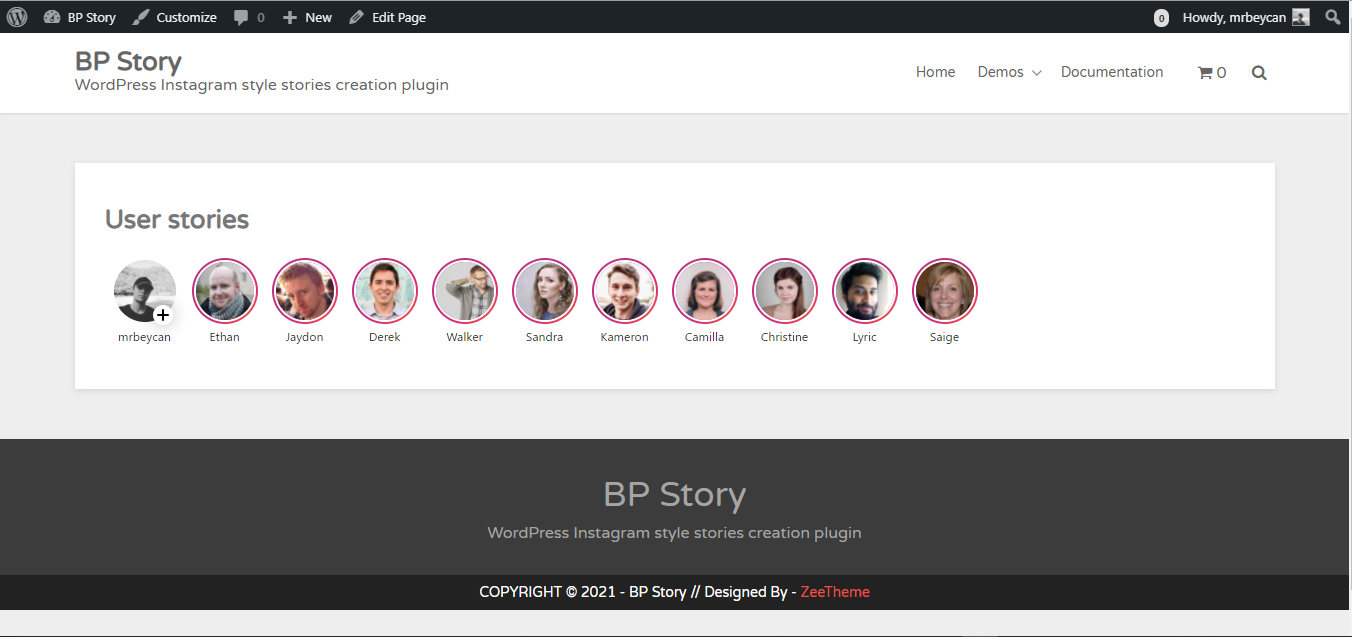 BP Story Customize 0 New Edit Page 0 Howdy, mrbeycan
BP Story
WordPress Instagram style stories creation plugin
Home Demos Documentation 0
User stories
mrbeycan Ethan Jaydon Derek Walker Sandra Kameron Camilla Christine Lyric Saige
BP Story
WordPress Instagram style stories creation plugin
COPYRIGHT © 2021 - BP Story // Designed By - ZeeTheme